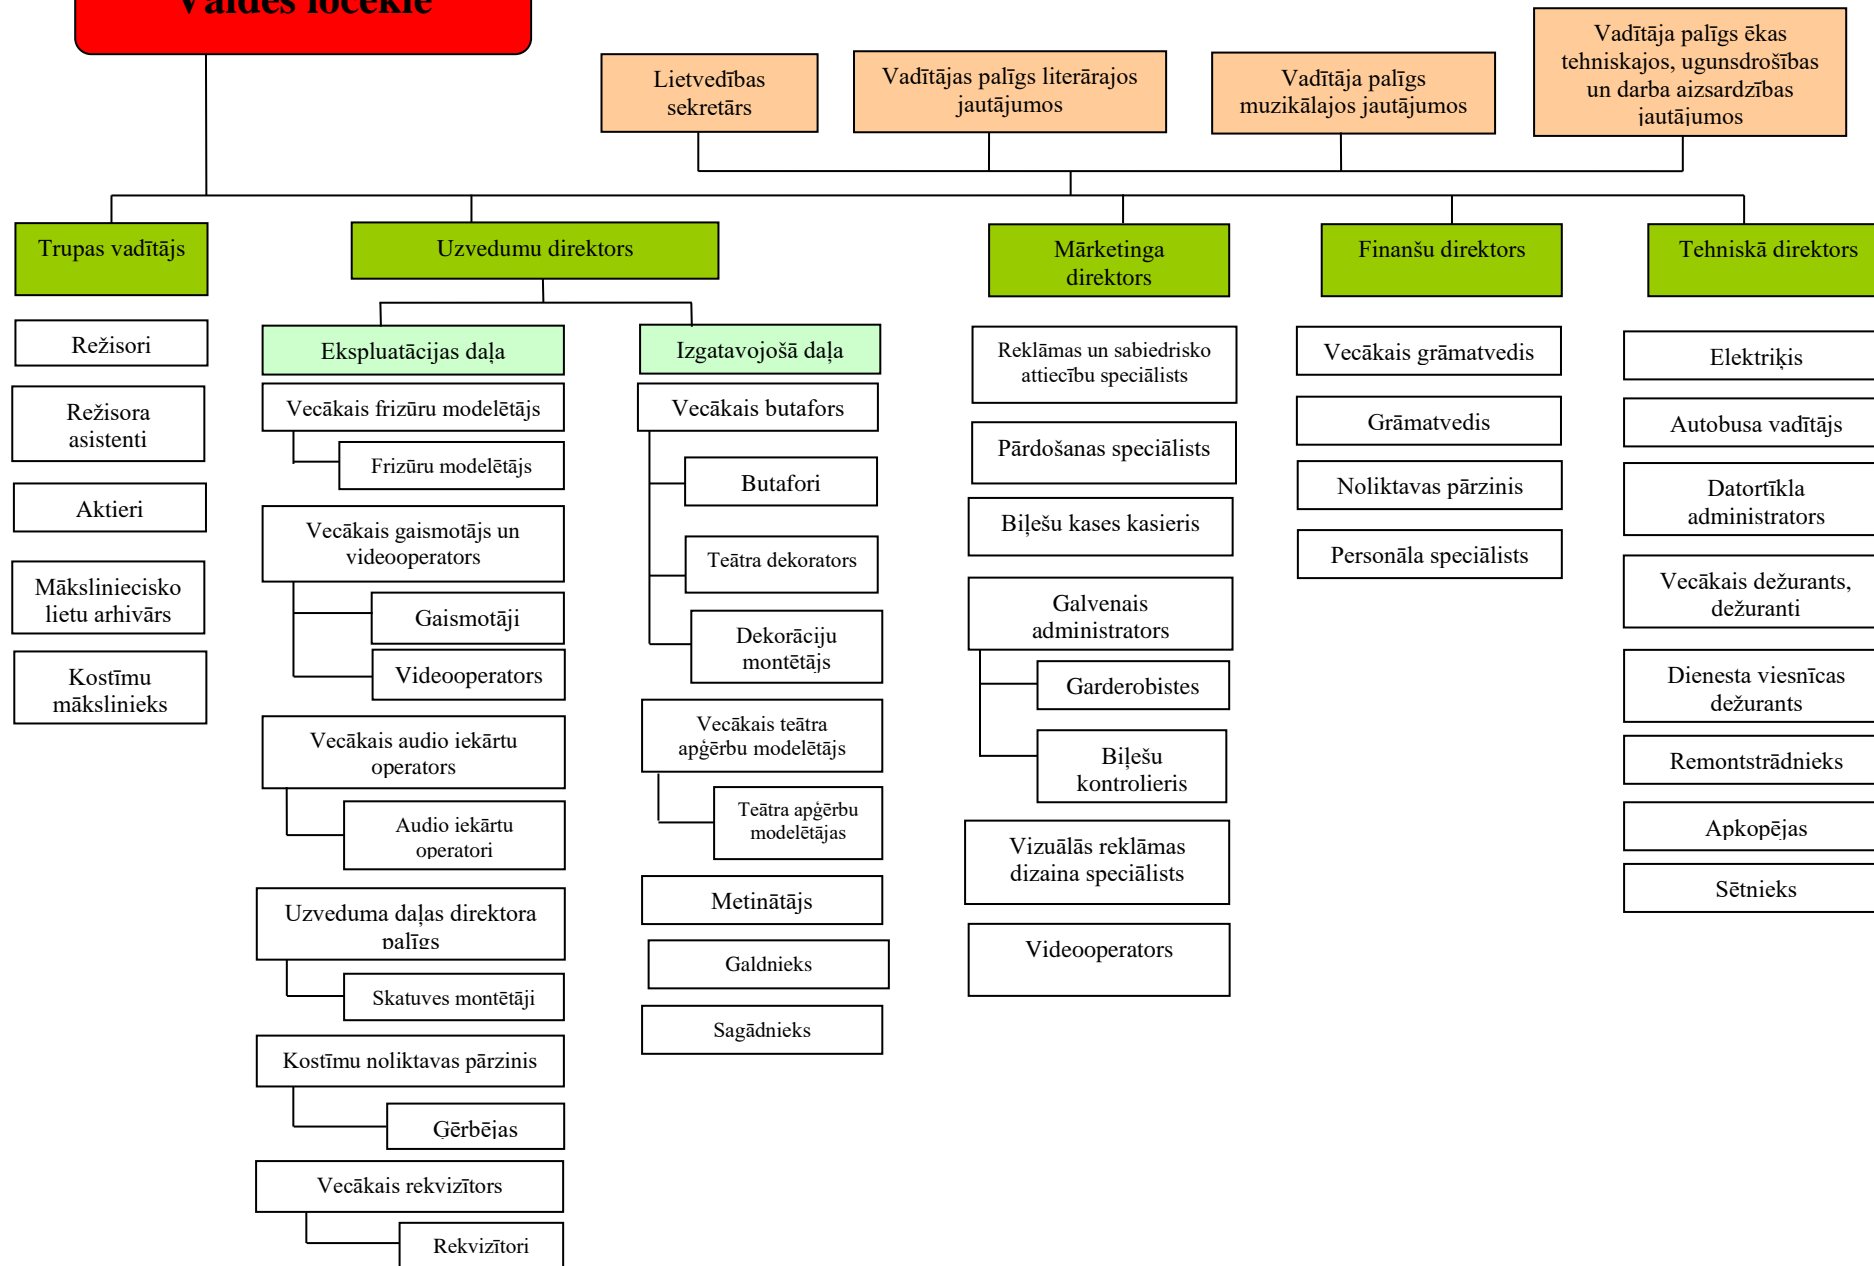 Valdes locekle
Lietvedības
sekretārs
Vadītājas palīgs literārajos
jautājumos
Vadītāja palīgs
muzikālajos jautājumos
Vadītāja palīgs ēkas
tehniskajos, ugunsdrošības
un darba aizsardzības
jautājumos
Trupas vadītājs
Režisori
Režisora
asistenti
Aktieri
Māksliniecisko
lietu arhivārs
Kostīmu
mākslinieks
Uzvedumu direktors
Ekspluatācijas daļa
Vecākais frizūru modelētājs
Frizūru modelētājs
Vecākais gaismotājs un
videooperators
Gaismotāji
Videooperators
Vecākais audio iekārtu
operators
Audio iekārtu
operatori
Uzveduma daļas direktora
palīgs
Skatuves montētāji
Kostīmu noliktavas pārzinis
Ģērbējas
Vecākais rekvizītors
Rekvizītori
Izgatavojošā daļa
Vecākais butafors
Butafori
Teātra dekorators
Dekorāciju
montētājs
Vecākais teātra
apģērbu modelētājs
Teātra apģērbu
modelētājas
Metinātājs
Galdnieks
Sagādnieks
Mārketinga
direktors
Reklāmas un sabiedrisko
attiecību speciālists
Pārdošanas speciālists
Biļešu kases kasieris
Galvenais
administrators
Garderobistes
Biļešu
kontrolieris
Vizuālās reklāmas
dizaina speciālists
Videooperators
Finanšu direktors
Vecākais grāmatvedis
Grāmatvedis
Noliktavas pārzinis
Personāla speciālists
Tehniskā direktors
Elektriķis
Autobusa vadītājs
Datortīkla
administrators
Vecākais dežurants,
dežuranti
Dienesta viesnīcas
dežurants
Remontstrādnieks
Apkopējas
Sētnieks